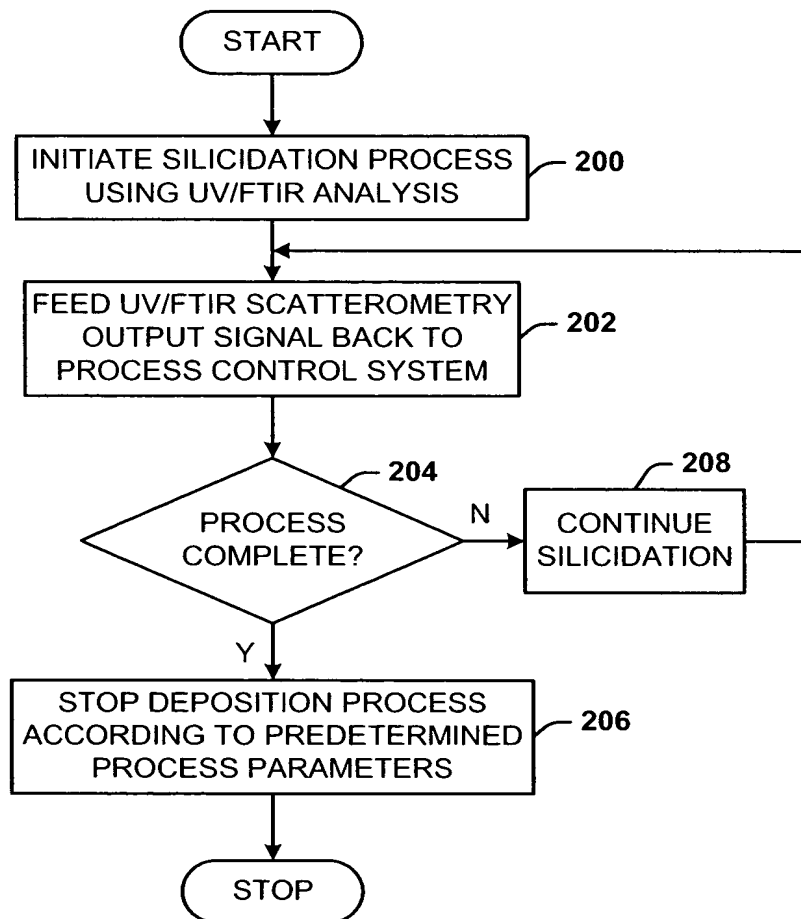 START
INITIATE SILICIDATION PROCESS
USING UV/FTIR ANALYSIS
200
FEED UV/FTIR SCATTEROMETRY
OUTPUT SIGNAL BACK TO
PROCESS CONTROL SYSTEM
202
204
PROCESS
COMPLETE?
N
208
CONTINUE
SILICIDATION
Y
STOP DEPOSITION PROCESS
ACCORDING TO PREDETERMINED
PROCESS PARAMETERS
206
STOP